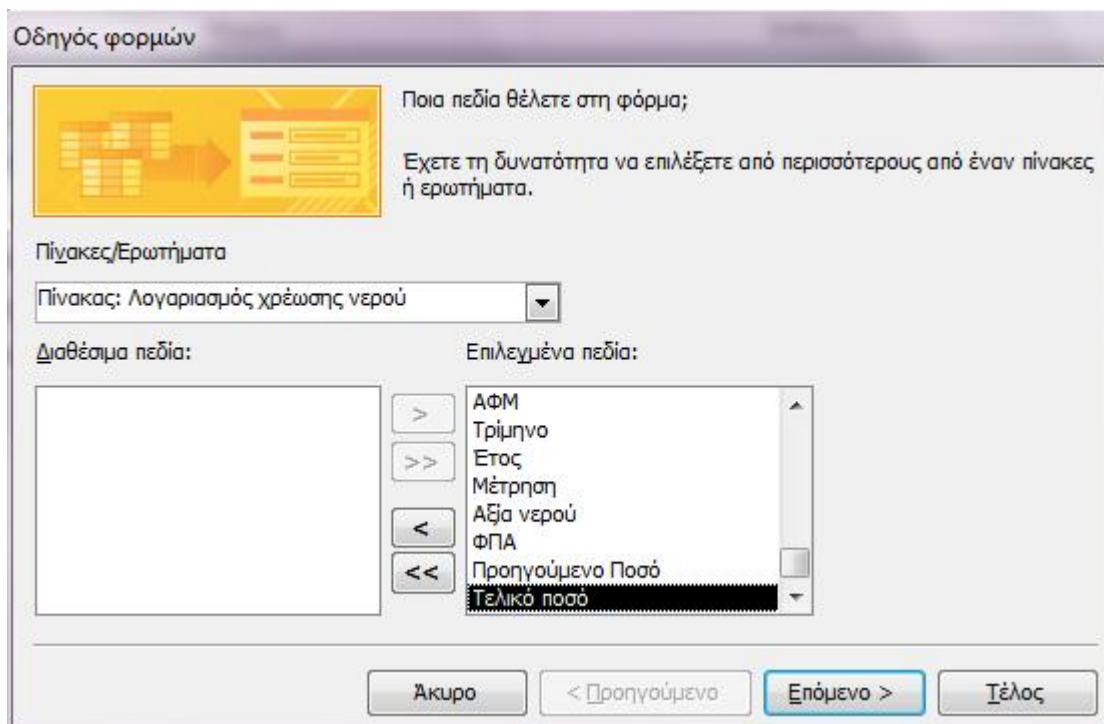 Οδηγός φορμών
Ποια πεδία θέλετε στη φόρμα;
Έχετε τη δυνατότητα να επιλέξετε από περισσότερους από έναν πίνακες
ή ερωτήματα.
Πίνακες/Ερωτήματα
Πίνακας: Λογαριασμός χρέωσης νερού
Διαθέσιμα πεδία:
Επιλεγμένα πεδία:
ΑΦΜ
Τρίμηνο
Έτος
Μέτρηση
Αξία νερού
ΦΠΑ
Προηγούμενο Ποσό
Τελικό ποσό
>
>>
<
<<
Άκυρο
< Προηγούμενο
Επόμενο >
Τέλος